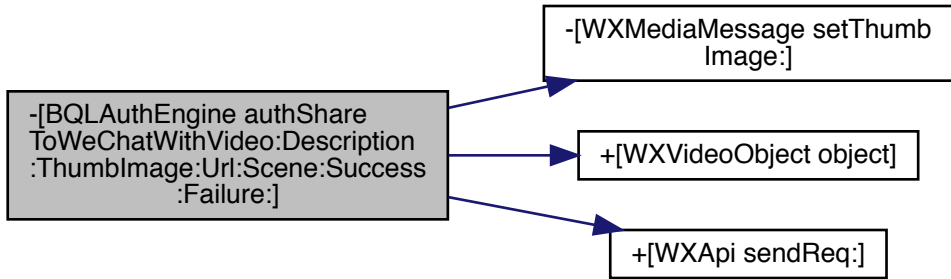 -[BQLAuthEngine authShare
ToWeChatWithVideo:Description
:ThumbImage:Url:Scene:Success
:Failure:]
-[WXMediaMessage setThumb
Image:]
+[WXVideoObject object]
+[WXApi sendReq:]